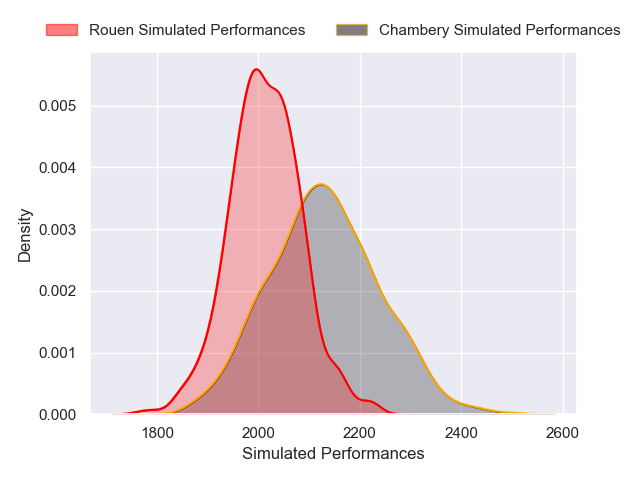 Rouen Simulated Performances
Chambery Simulated Performances
Density
0.005
0.004
0.003
0.002
0.001
0.000
1800
2000
2200
2400
2600
Simulated Performances